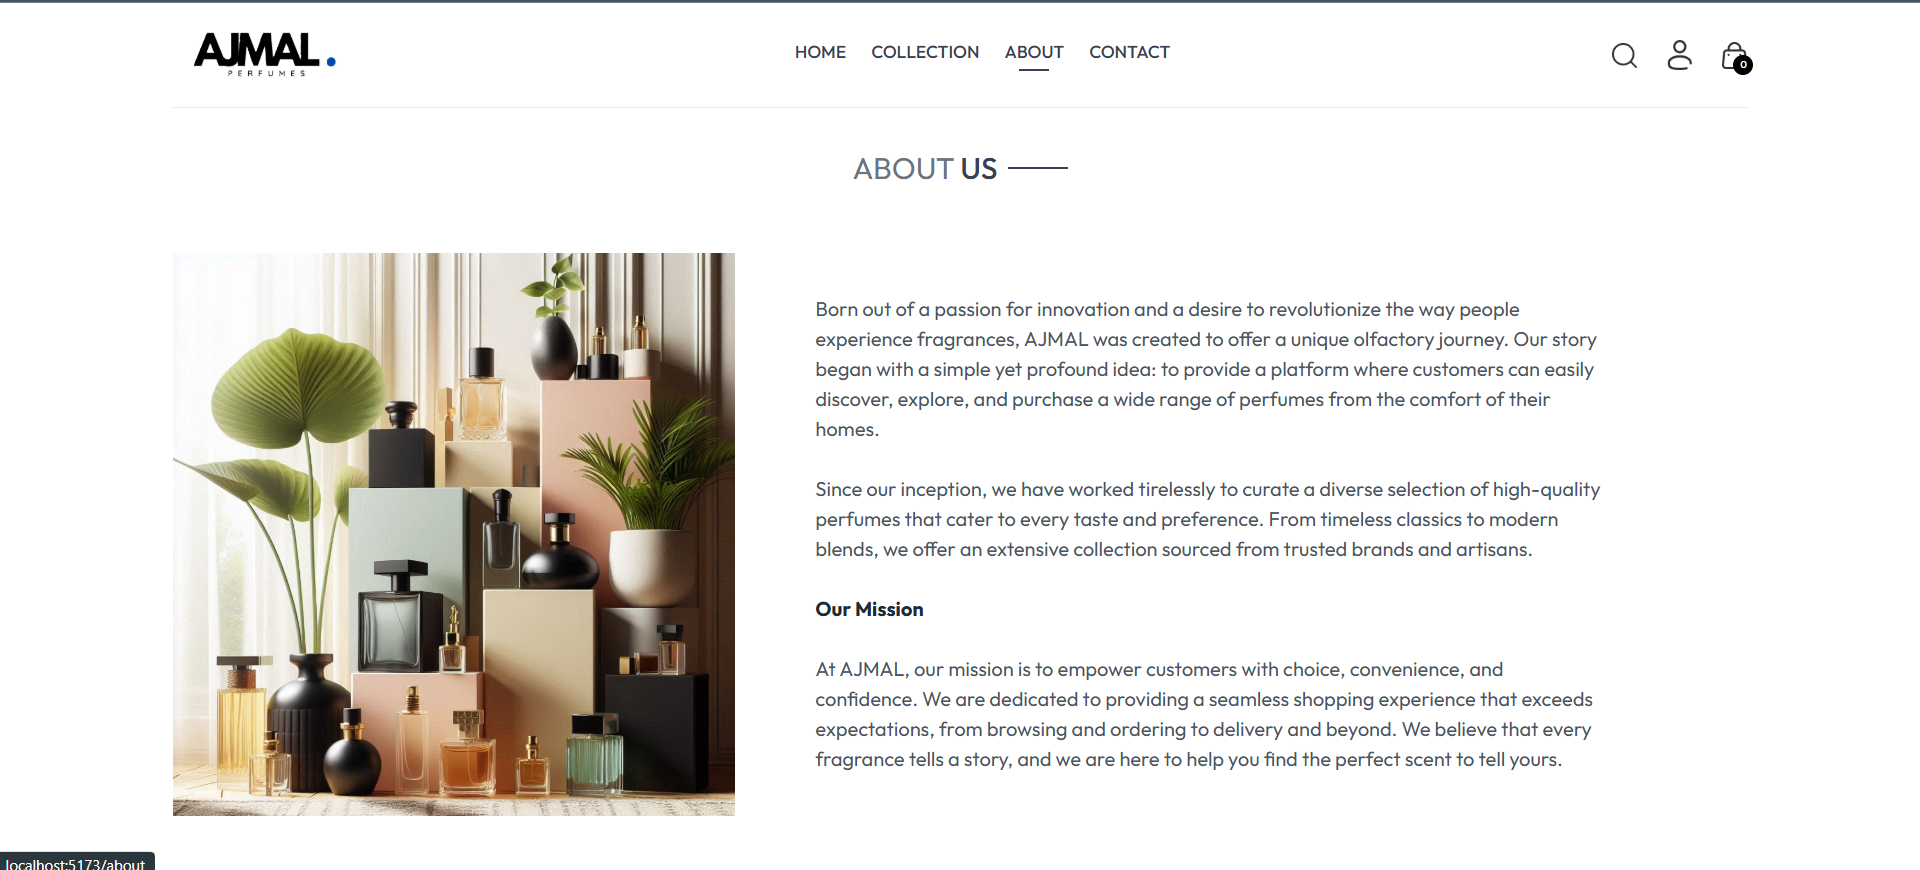 AJMAL.
PERFUMES
HOME COLLECTION ABOUT CONTACT
0
ABOUT US
Born out of a passion for innovation and a desire to revolutionize the way people
experience fragrances, AJMAL was created to offer a unique olfactory journey. Our story
began with a simple yet profound idea: to provide a platform where customers can easily
discover, explore, and purchase a wide range of perfumes from the comfort of their
homes.
Since our inception, we have worked tirelessly to curate a diverse selection of high-quality
perfumes that cater to every taste and preference. From timeless classics to modern
blends, we offer an extensive collection sourced from trusted brands and artisans.
Our Mission
At AJMAL, our mission is to empower customers with choice, convenience, and
confidence. We are dedicated to providing a seamless shopping experience that exceeds
expectations, from browsing and ordering to delivery and beyond. We believe that every
fragrance tells a story, and we are here to help you find the perfect scent to tell yours.
localhost:5173/about